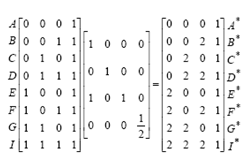 A 0 0 0 1 0 0 0 1 A*
B 0 0 1 1 1 0 0 0 0 0 2 1 B*
C 0 1 0 1 0 1 0 0 0 2 0 1 C*
D 0 1 1 1 = 0 2 2 1 D*
E 1 0 0 1 1 0 1 0 2 0 0 1 E*
F 1 0 1 1 0 0 0 1/2 2 0 2 1 F*
G 1 1 0 1 2 2 0 1 G*
I 1 1 1 1 2 2 2 1 I*